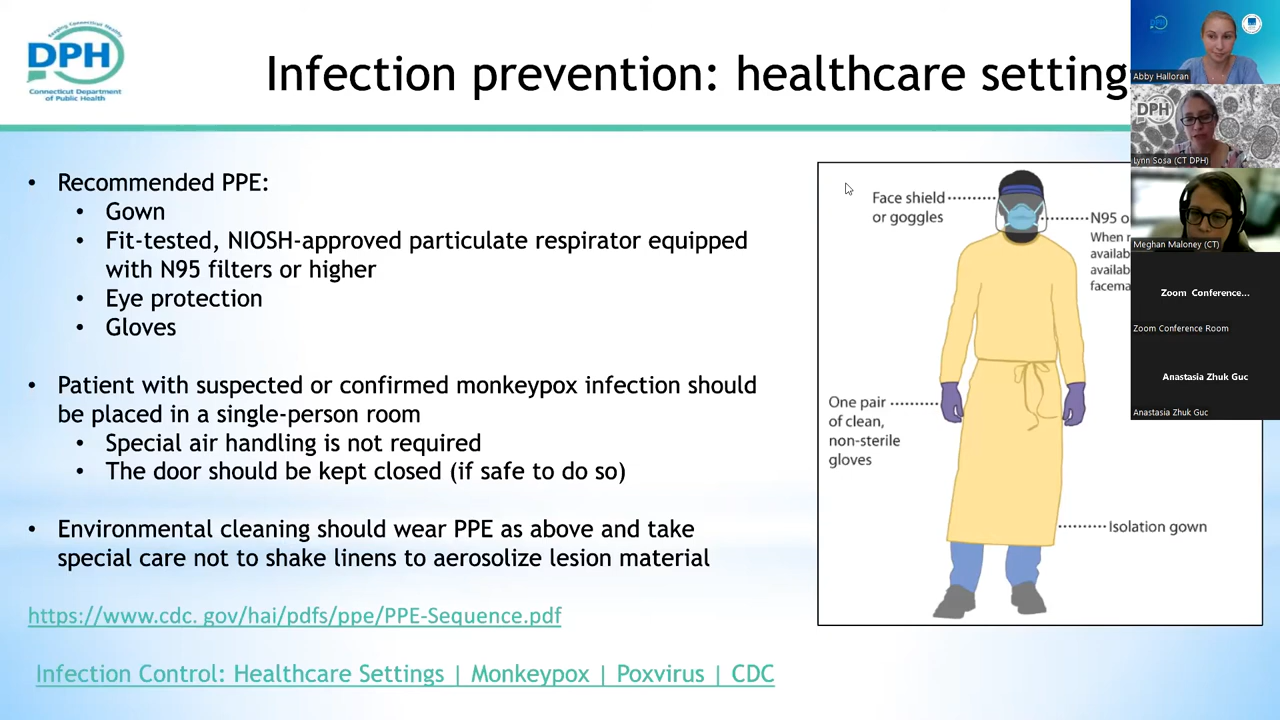 Keeping Connecticut Healthy
DPH
Connecticut Department
of Public Health
Infection prevention: healthcare setting
• Recommended PPE:
• Gown
• Fit-tested, NIOSH-approved particulate respirator equipped
with N95 filters or higher
• Eye protection
• Gloves
• Patient with suspected or confirmed monkeypox infection should
be placed in a single-person room
• Special air handling is not required
• The door should be kept closed (if safe to do so)
• Environmental cleaning should wear PPE as above and take
special care not to shake linens to aerosolize lesion material
https://www.cdc. gov/hai/pdfs/ppe/PPE-Sequence.pdf
Infection Control: Healthcare Settings | Monkeypox | Poxvirus | CDC
Face shield
or goggles
N95 o
When
availab
availab
facema
One pair
of clean,
non-sterile
gloves
Isolation gown
Abby Halloran
DPH
Lynn Sosa (CT DPH)
Meghan Maloney (CT)
Zoom Conference...
Zoom Conference Room
Anastasia Zhuk Guc
Anastasia Zhuk Guc